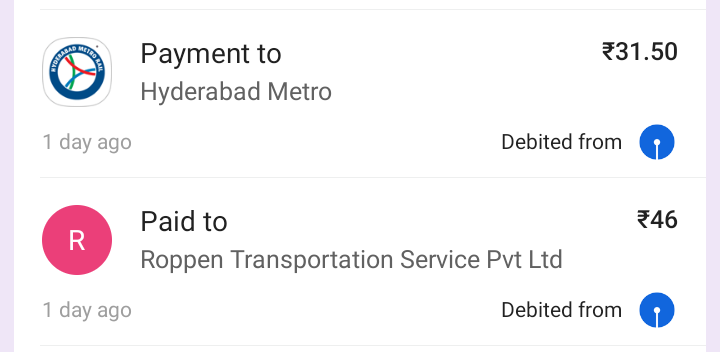 HYDERABAD METRO RAIL
Payment to
₹31.50
Hyderabad Metro
1 day ago
Debited from
R
Paid to
₹46
Roppen Transportation Service Pvt Ltd
1 day ago
Debited from